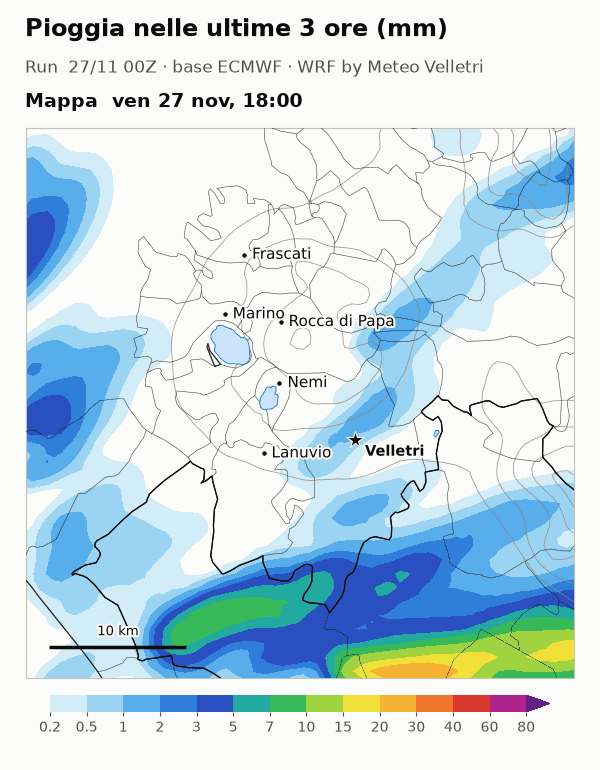 Pioggia nelle ultime 3 ore (mm)
Run  27/11 00Z · base ECMWF · WRF by Meteo Velletri
Mappa  ven 27 nov, 18:00
Frascati
Marino
Rocca di Papa
Nemi
Velletri
Lanuvio
10 km
0.2 0.5 1 2 3 5 7 10 15 20 30 40 60 80